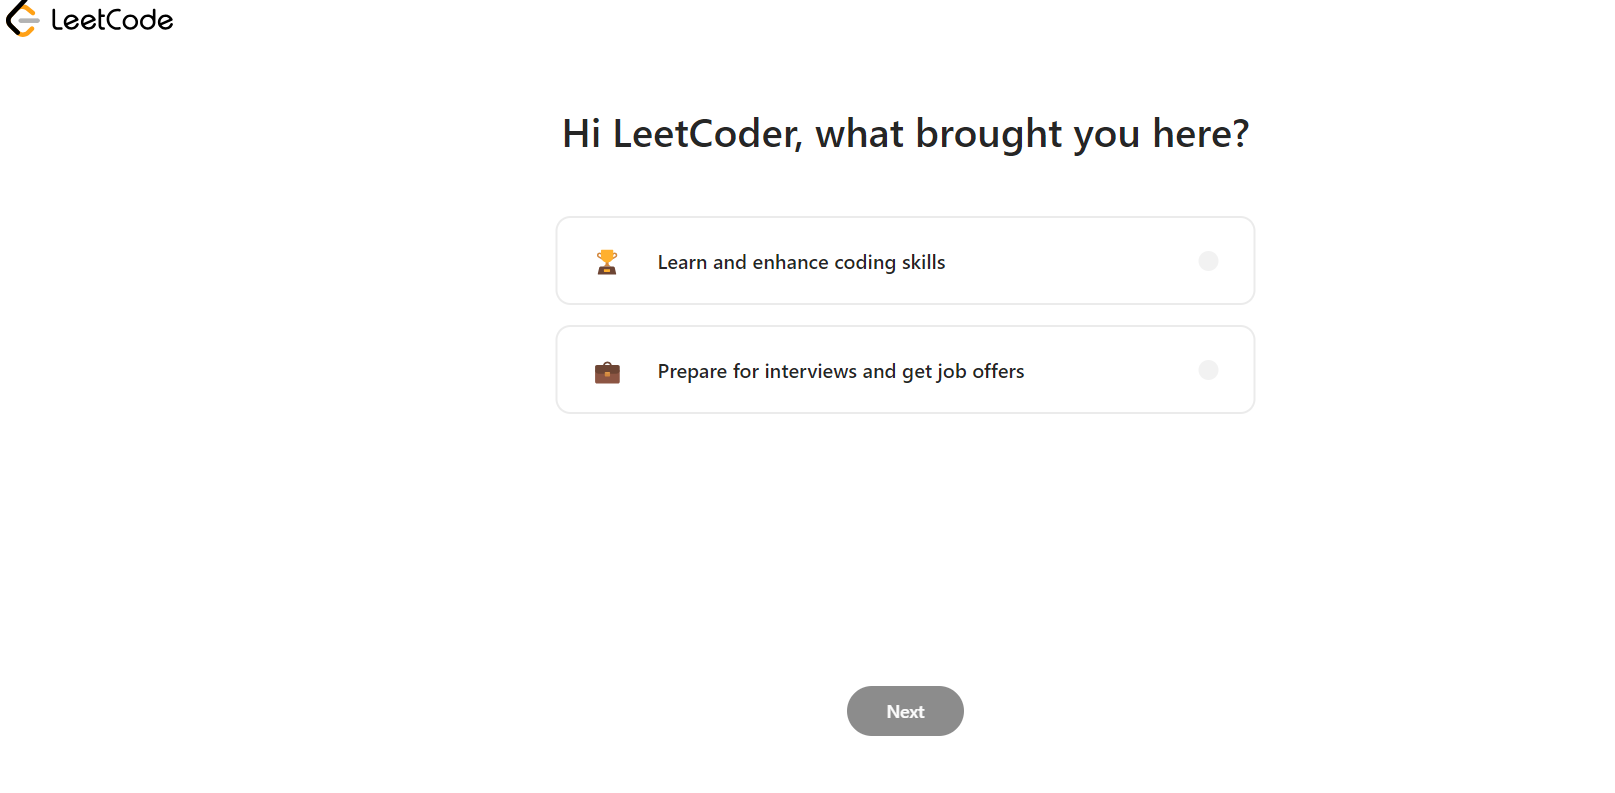 LeetCode
Hi LeetCoder, what brought you here?
Learn and enhance coding skills
Prepare for interviews and get job offers
Next